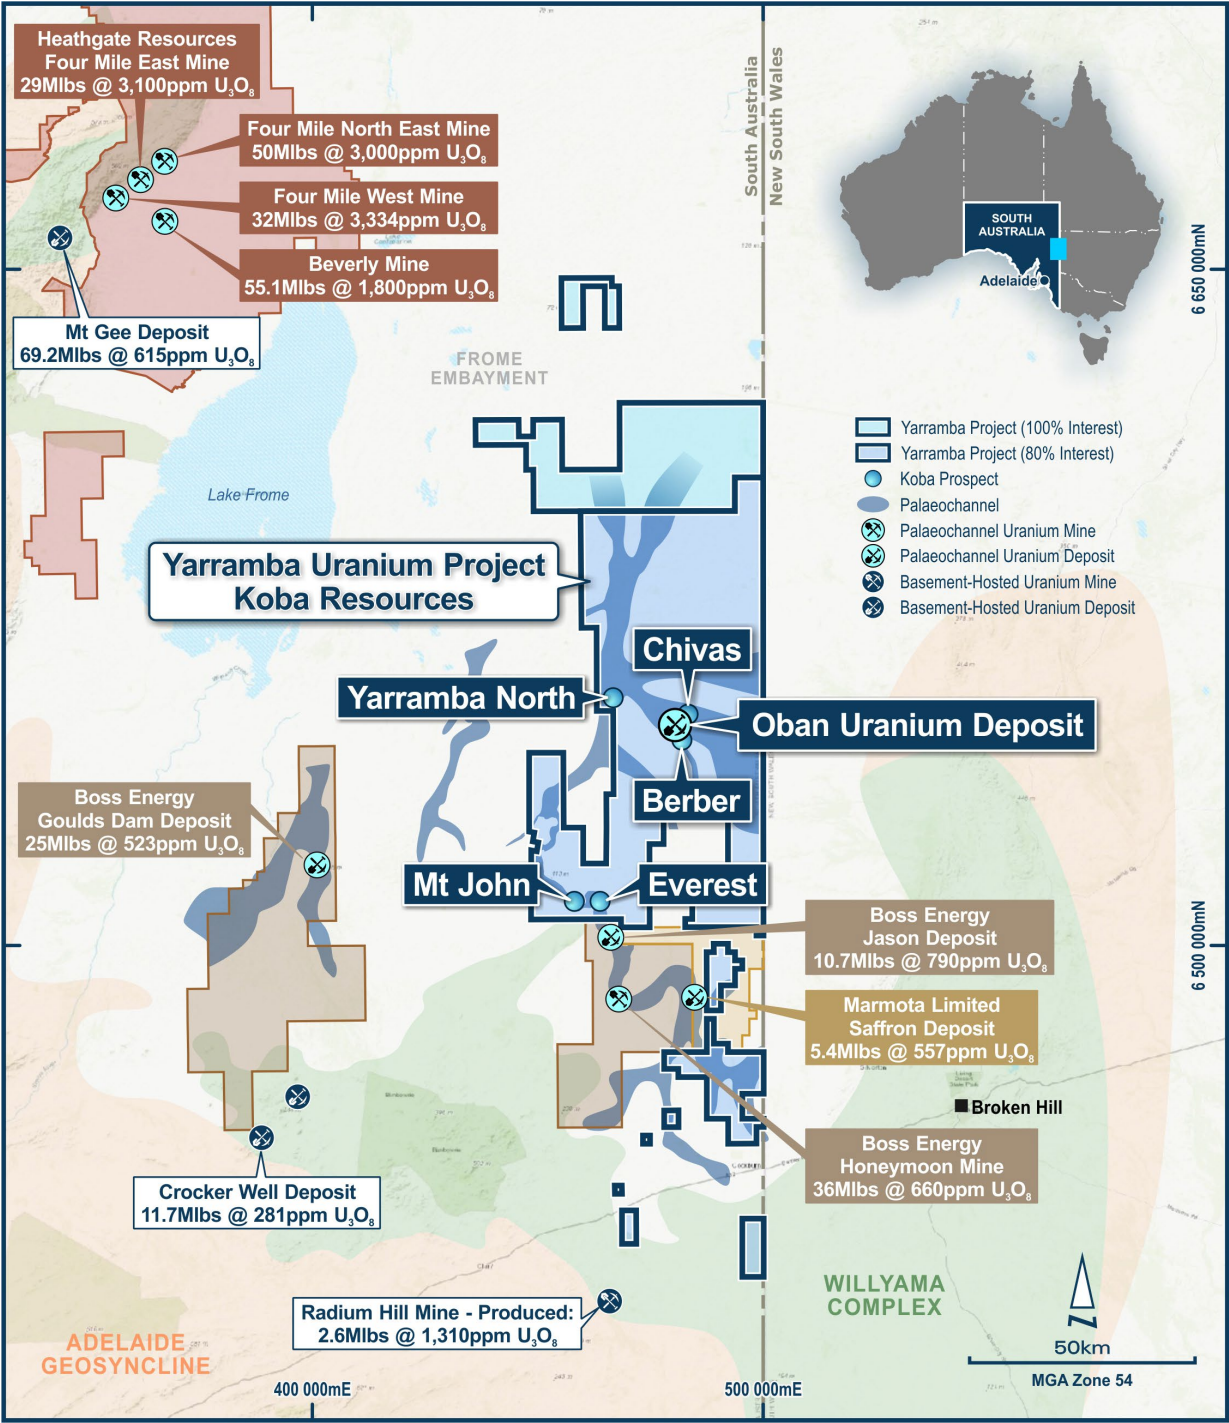 Heathgate Resources
Four Mile East Mine
29Mlbs @ 3,100ppm U₃O₈
Four Mile North East Mine
50Mlbs @ 3,000ppm U₃O₈
Four Mile West Mine
32Mlbs @ 3,334ppm U₃O₈
Beverly Mine
55.1Mlbs @ 1,800ppm U₃O₈
Mt Gee Deposit
69.2Mlbs @ 615ppm U₃O₈
South Australia
New South Wales
SOUTH
AUSTRALIA
Adelaide
6 650 000mN
FROME
EMBAYMENT
Yarramba Project (100% Interest)
Yarramba Project (80% Interest)
Koba Prospect
Palaeochannel
Palaeochannel Uranium Mine
Palaeochannel Uranium Deposit
Basement-Hosted Uranium Mine
Basement-Hosted Uranium Deposit
Lake Frome
Yarramba Uranium Project
Koba Resources
Chivas
Yarramba North
Oban Uranium Deposit
Berber
Boss Energy
Goulds Dam Deposit
25Mlbs @ 523ppm U₃O₈
Mt John
Everest
Boss Energy
Jason Deposit
10.7Mlbs @ 790ppm U₃O₈
6 500 000mN
Marmota Limited
Saffron Deposit
5.4Mlbs @ 557ppm U₃O₈
Broken Hill
Boss Energy
Honeymoon Mine
36Mlbs @ 660ppm U₃O₈
Crocker Well Deposit
11.7Mlbs @ 281ppm U₃O₈
Radium Hill Mine - Produced:
2.6Mlbs @ 1,310ppm U₃O₈
WILLYAMA
COMPLEX
ADELAIDE
GEOSYNCLINE
N
50km
MGA Zone 54
400 000mE
500 000mE